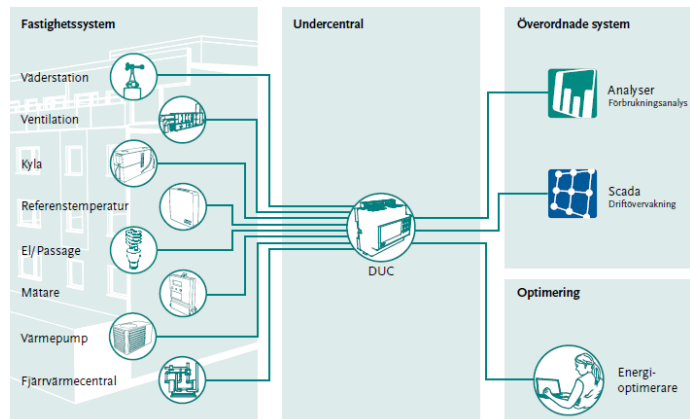 Fastighetssystem
Väderstation
Ventilation
Kyla
Referenstemperatur
El/Passage
Mätare
Värmepump
Fjärrvärmecentral
Undercentral
DUC
Överordnade system
Analyser
Förbrukningsanalys
Scada
Driftövervakning
Optimering
Energi-
optimerare